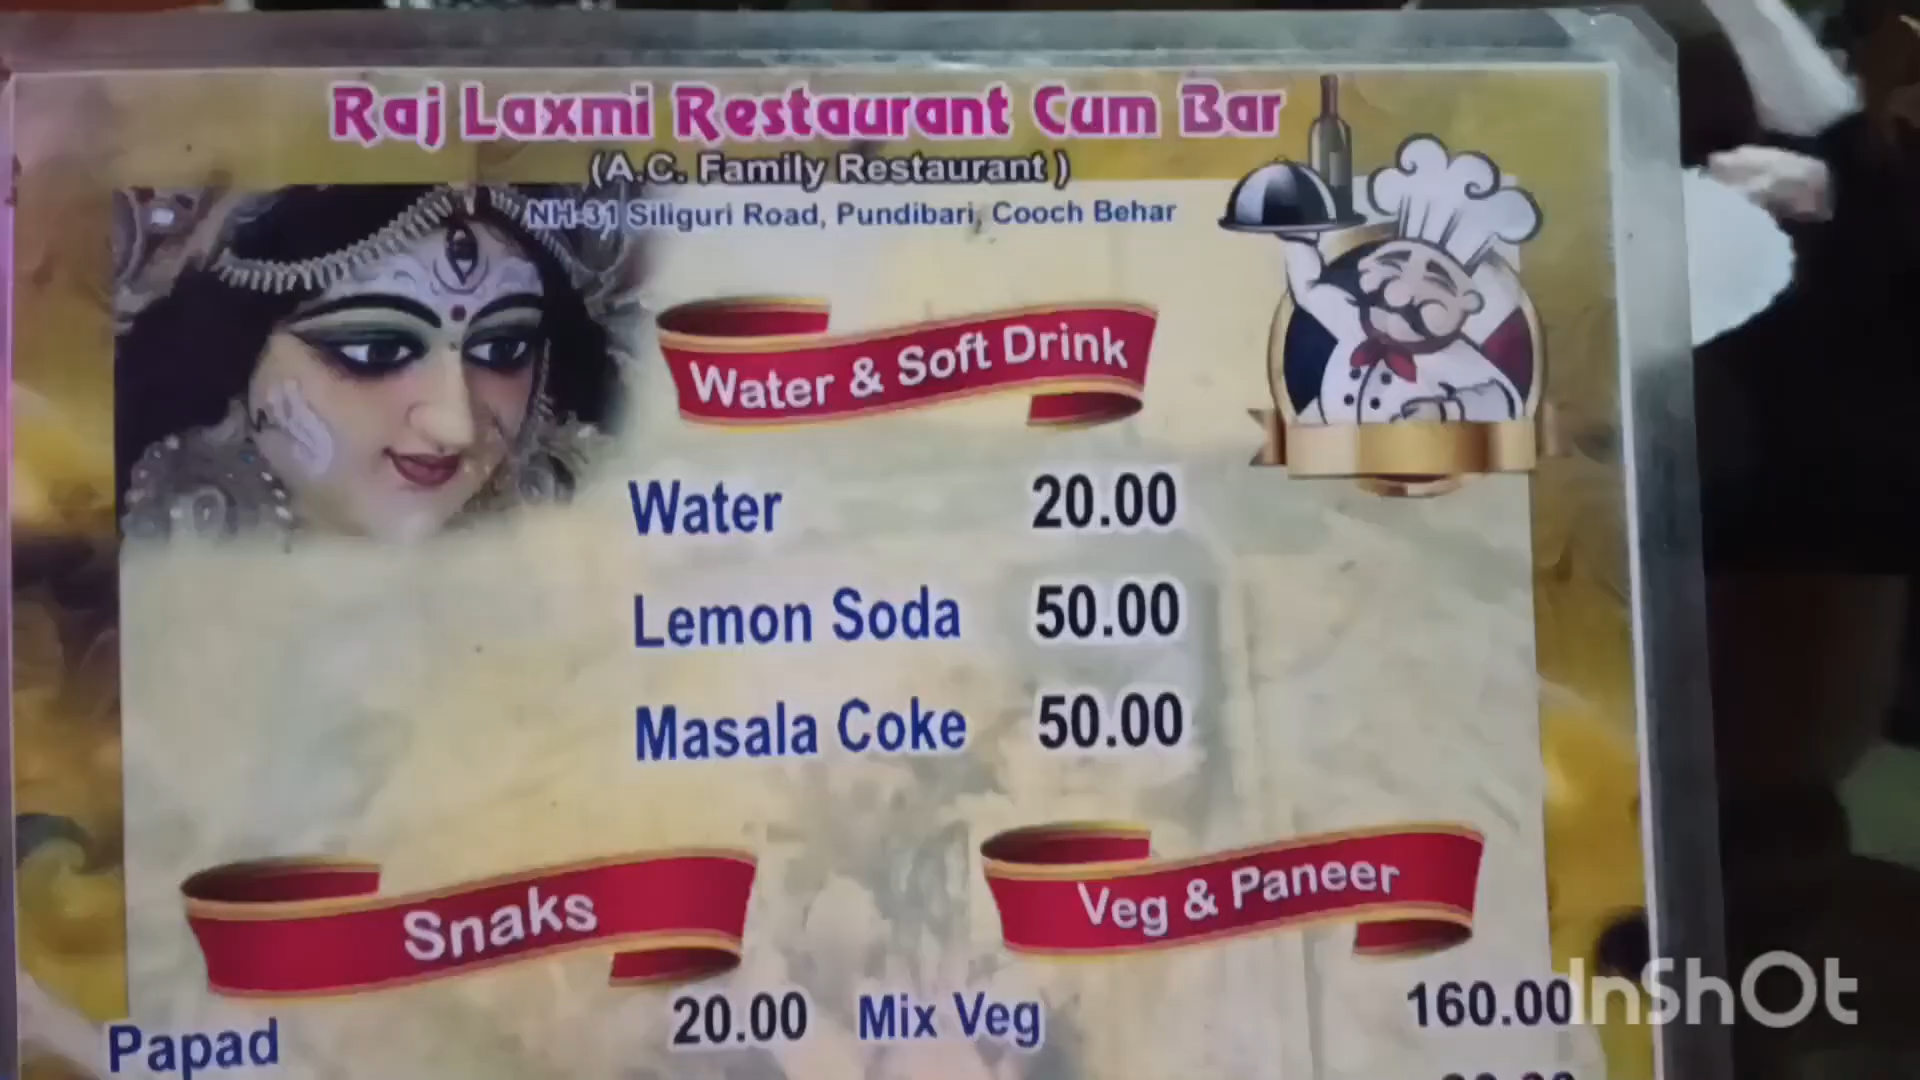 Raj Laxmi Restaurant Cum Bar
(A.C. Family Restaurant )
NH-31 Siliguri Road, Pundibari, Cooch Behar
Water & Soft Drink
Water 20.00
Lemon Soda 50.00
Masala Coke 50.00
Snaks
Papad 20.00
Veg & Paneer
Mix Veg 160.00
InShOt